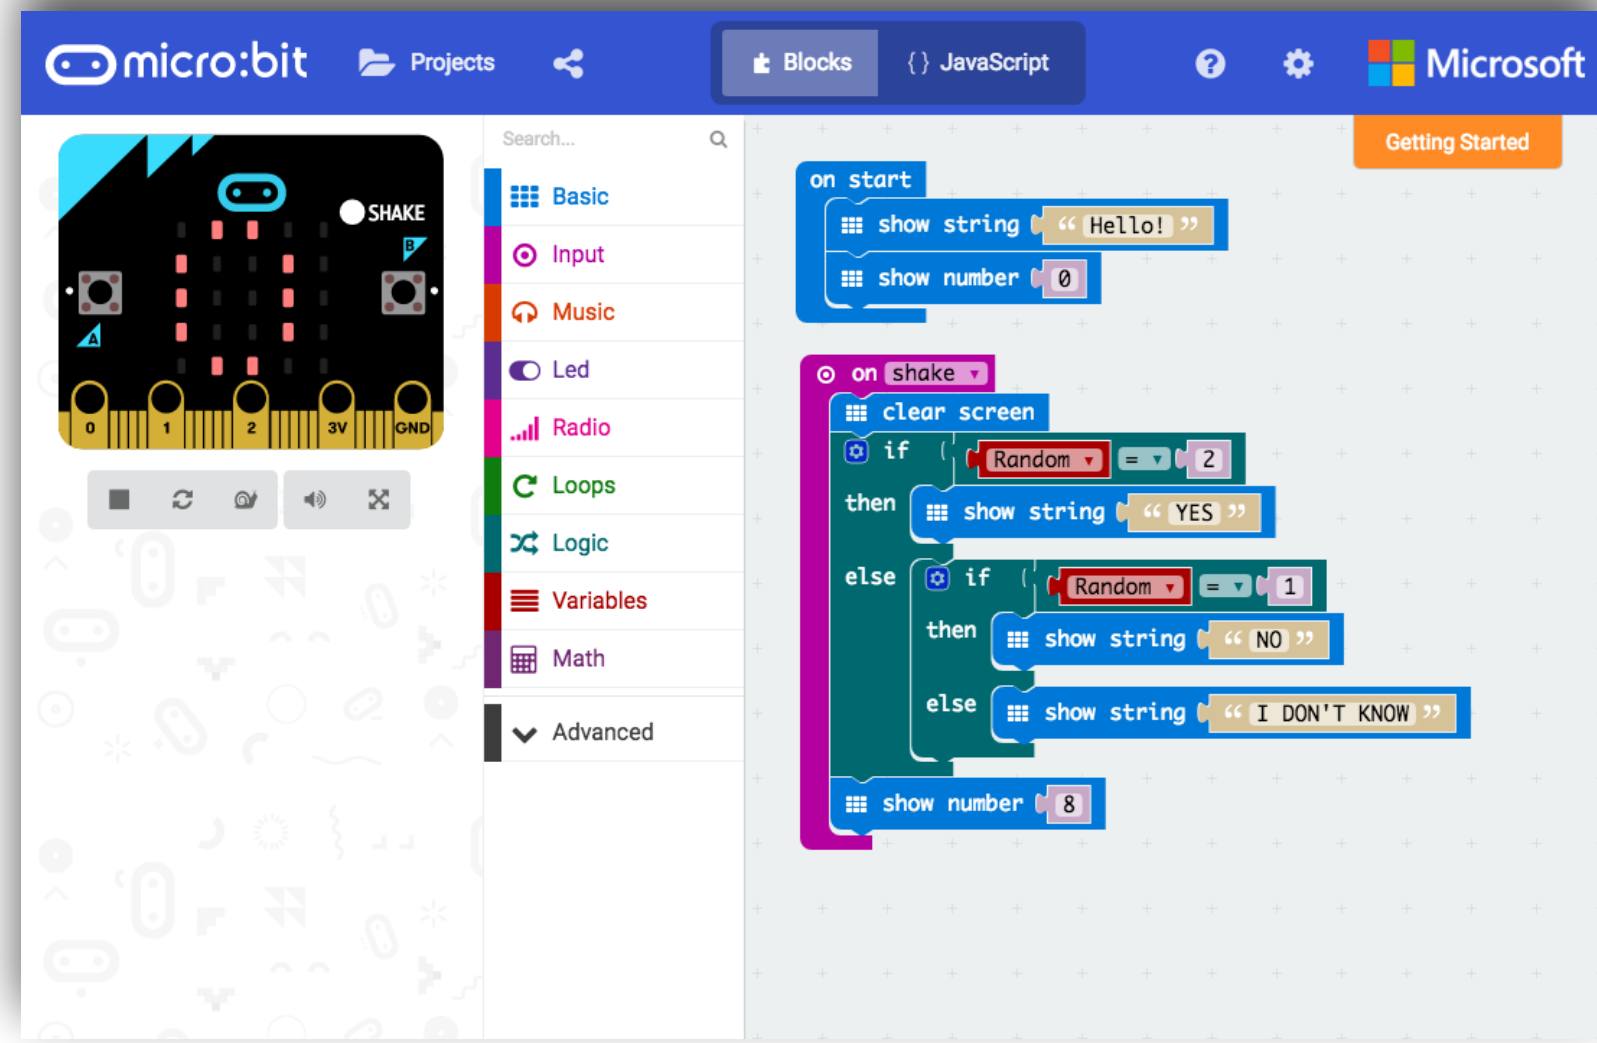 micro:bit Projects Blocks {} JavaScript ? Microsoft
Search...
Getting Started
SHAKE
B
A
0 1 2 3V GND
Basic
Input
Music
Led
Radio
Loops
Logic
Variables
Math
Advanced
on start
show string “ Hello! ”
show number 0
on shake
clear screen
if Random = 2
then show string “ YES ”
else if Random = 1
then show string “ NO ”
else show string “ I DON'T KNOW ”
show number 8